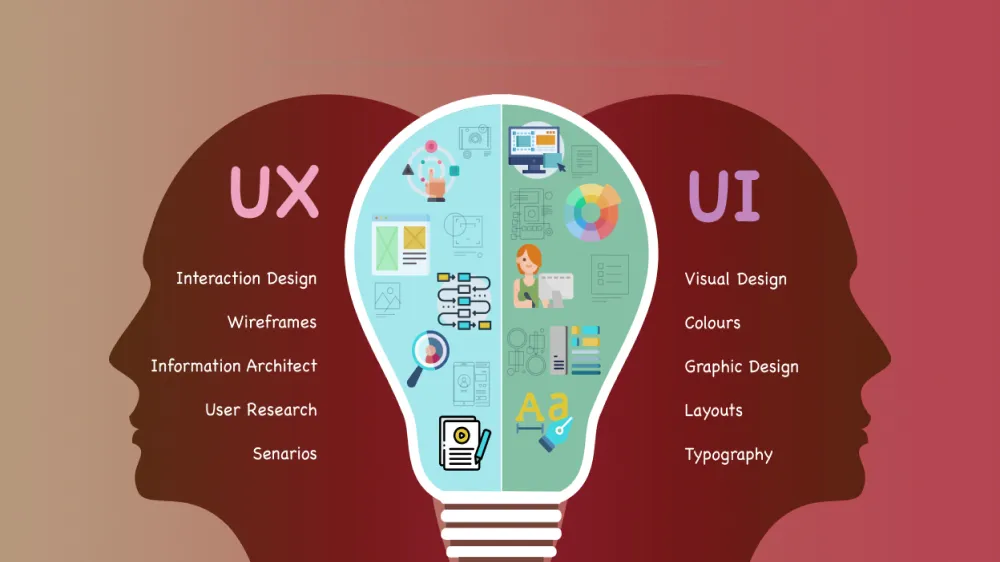 UX
Interaction Design
Wireframes
Information Architect
User Research
Senarios
Aa
UI
Visual Design
Colours
Graphic Design
Layouts
Typography